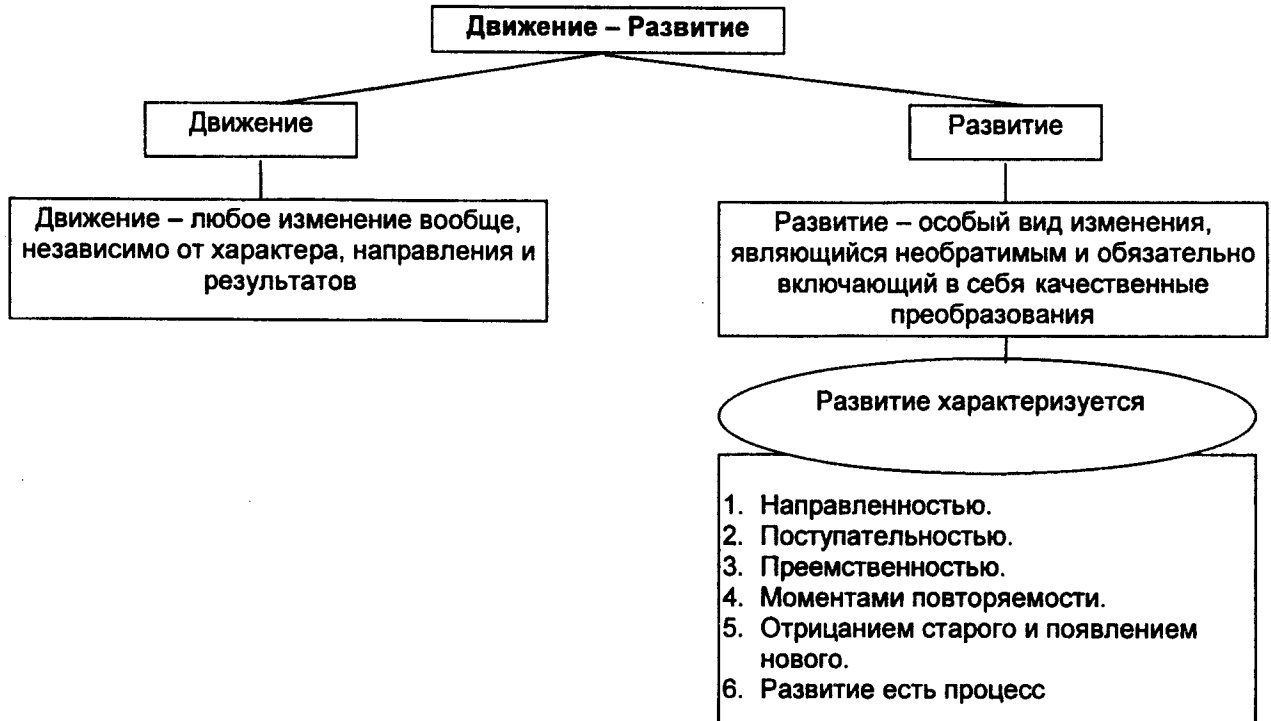 Движение – Развитие
Движение
Развитие
Движение – любое изменение вообще,
независимо от характера, направления и
результатов
Развитие – особый вид изменения,
являющийся необратимым и обязательно
включающий в себя качественные
преобразования
Развитие характеризуется
1. Направленностью.
2. Поступательностью.
3. Преемственностью.
4. Моментами повторяемости.
5. Отрицанием старого и появлением
нового.
6. Развитие есть процесс